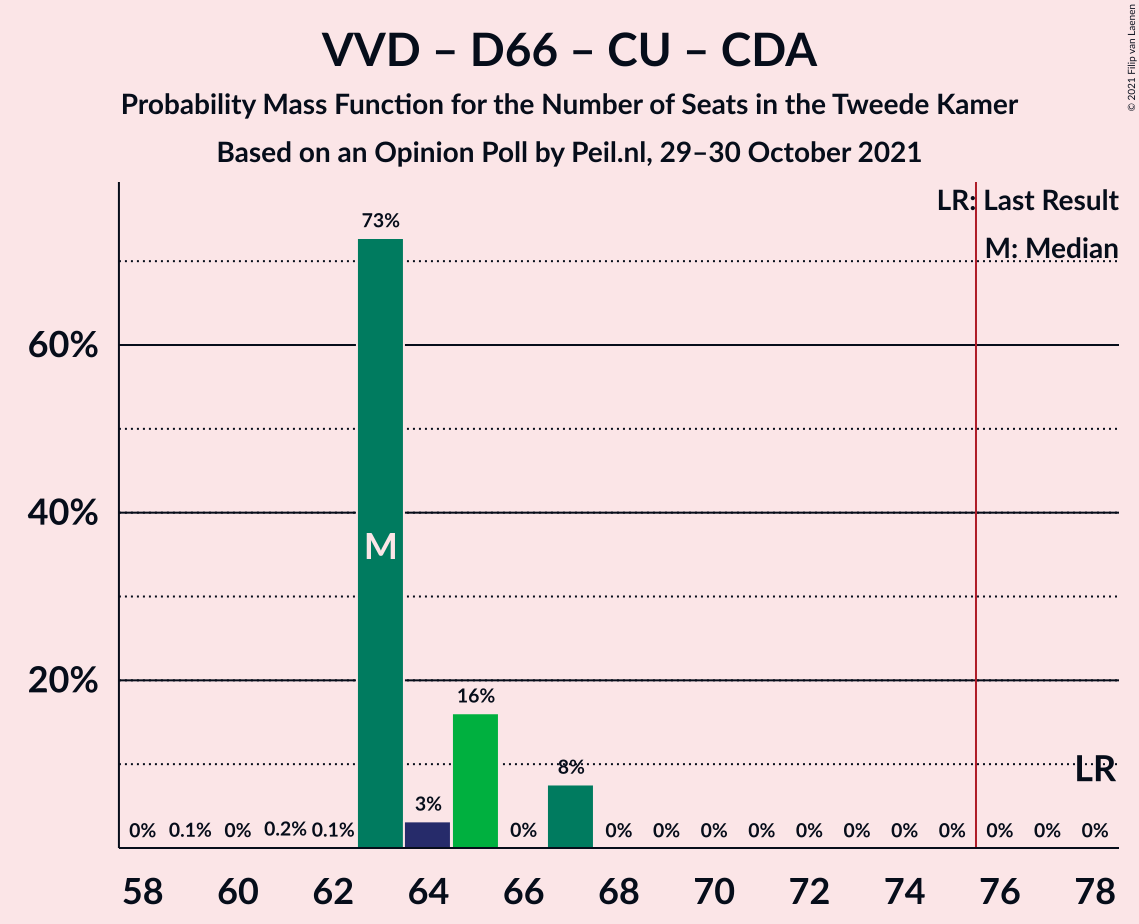 VVD – D66 – CU – CDA
Probability Mass Function for the Number of Seats in the Tweede Kamer
Based on an Opinion Poll by Peil.nl, 29–30 October 2021
© 2021 Filip van Laenen
LR: Last Result
M: Median
60%
40%
20%
73%
M
16%
8%
3%
LR
0% 0.1% 0% 0.2% 0.1% 0% 0% 0% 0% 0% 0% 0% 0% 0% 0% 0% 0%
58 60 62 64 66 68 70 72 74 76 78